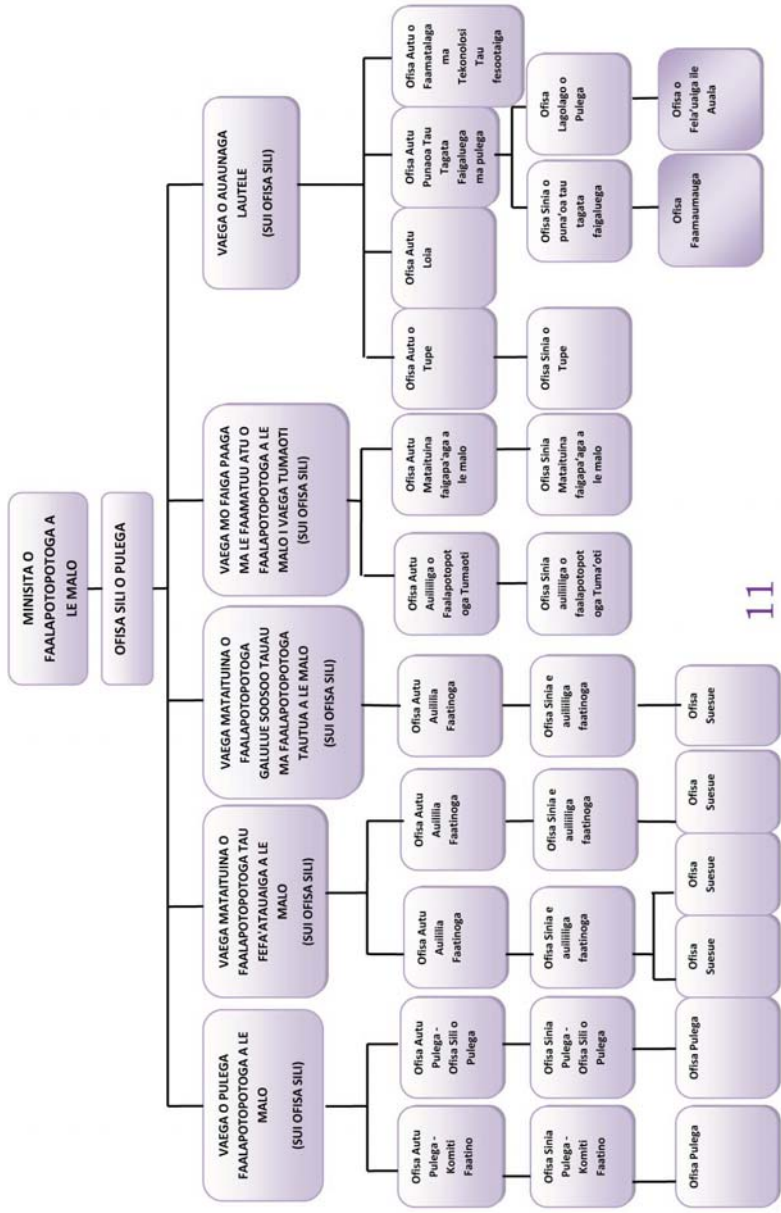 MINISITA O
FAALAPOTOPOTOGA A
LE MALO
OFISA SILI O PULEGA
VAEGA O PULEGA
FAALAPOTOPOTOGA A LE
MALO
(SUI OFISA SILI)
VAEGA MATAITUINA O
FAALAPOTOPOTOGA TAU
FEFA'ATAUAIGA A LE
MALO
(SUI OFISA SILI)
VAEGA MATAITUINA O
FAALAPOTOPOTOGA
GALULUE SOOSOO TAUAU
MA FAALAPOTOPOTOGA
TAUTUA A LE MALO
(SUI OFISA SILI)
VAEGA MO FAIGA PAAGA
MA LE FAAMATUU ATU O
FAALAPOTOPOTOGA A LE
MALO I VAEGA TUMAOTI
(SUI OFISA SILI)
VAEGA O AUAUNAGA
LAUTELE
(SUI OFISA SILI)
Ofisa Autu
Pulega -
Komiti
Faatino
Ofisa Autu
Pulega -
Ofisa Sili o
Pulega
Ofisa Autu
Auililia
Faatinoga
Ofisa Autu
Auililia
Faatinoga
Ofisa Autu
Auililia
Faatinoga
Ofisa Autu
Auiliiliga o
Faalapotopot
oga Tumaoti
Ofisa Autu
Mataituina
faigapa'aga a
le malo
Ofisa Autu o
Tupe
Ofisa Autu
Loia
Ofisa Autu
Punaoa Tau
Tagata
Faigaluega
ma pulega
Ofisa Autu o
Faamatalaga
ma
Tekonolosi
Tau
fesootaiga
Ofisa Sinia
Pulega -
Komiti
Faatino
Ofisa Sinia
Pulega -
Ofisa Sili o
Pulega
Ofisa Sinia e
auiliiliga
faatinoga
Ofisa Sinia e
auiliiliga
faatinoga
Ofisa Sinia e
auiliiliga
faatinoga
Ofisa Sinia
auiliiliga o
faalapotopot
oga Tuma'oti
Ofisa Sinia
Mataituina
faigapa'aga a
le malo
Ofisa Sinia o
Tupe
Ofisa Sinia o
puna'oa tau
tagata
faigaluega
Ofisa
Lagolago o
Pulega
Ofisa Pulega
Ofisa Pulega
Ofisa
Suesue
Ofisa
Suesue
Ofisa
Suesue
Ofisa
Suesue
Ofisa
Faamaumauga
Ofisa o
Fela'uaiga ile
Auala
11